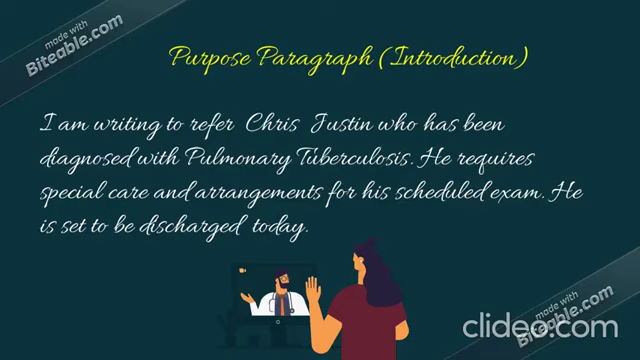 made with
Biteable.com
Purpose Paragraph (Introduction)
I am writing to refer Chris Justin who has been
diagnosed with Pulmonary Tuberculosis. He requires
special care and arrangements for his scheduled exam. He
is set to be discharged today.
made with
Biteable.com
clideo.com